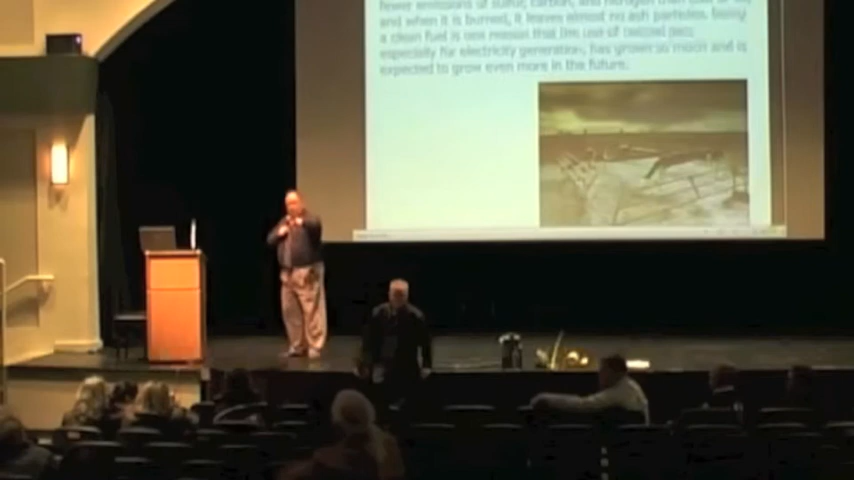 fewer emissions of sulfur, carbon, and nitrogen than coal or oil,
and when it is burned, it leaves almost no ash particles. Being
a clean fuel is one reason that the use of natural gas,
especially for electricity generation, has grown so much and is
expected to grow even more in the future.